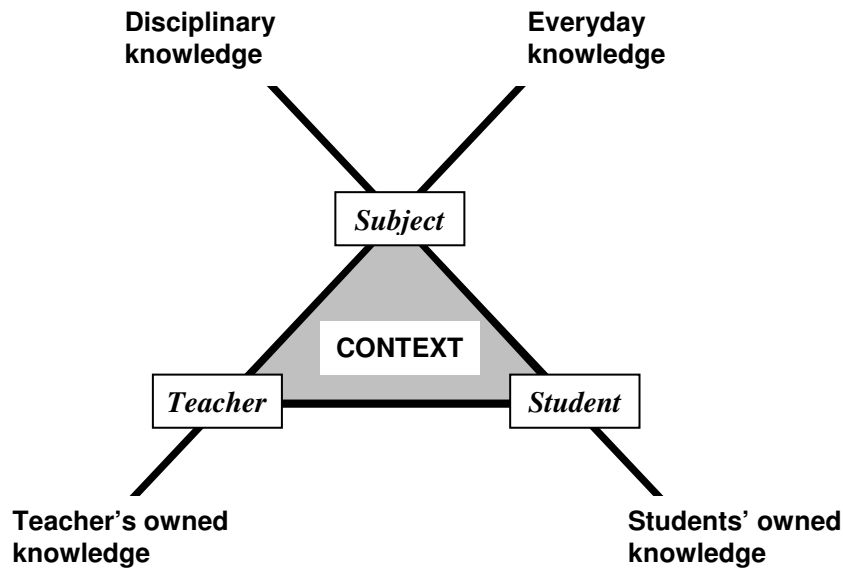 Disciplinary
knowledge
Everyday
knowledge
Subject
CONTEXT
Teacher
Student
Teacher’s owned
knowledge
Students’ owned
knowledge